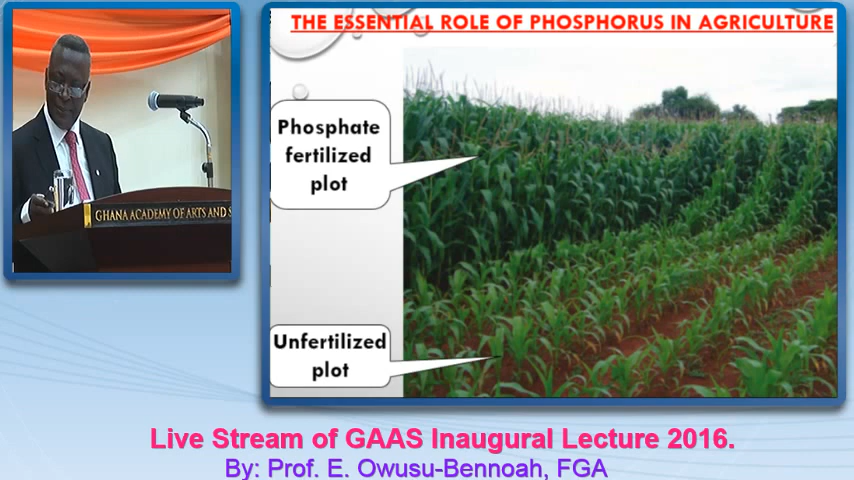 THE ESSENTIAL ROLE OF PHOSPHORUS IN AGRICULTURE
Phosphate
fertilized
plot
GHANA ACADEMY OF ARTS AND S
Unfertilized
plot
Live Stream of GAAS Inaugural Lecture 2016.
By: Prof. E. Owusu-Bennoah, FGA